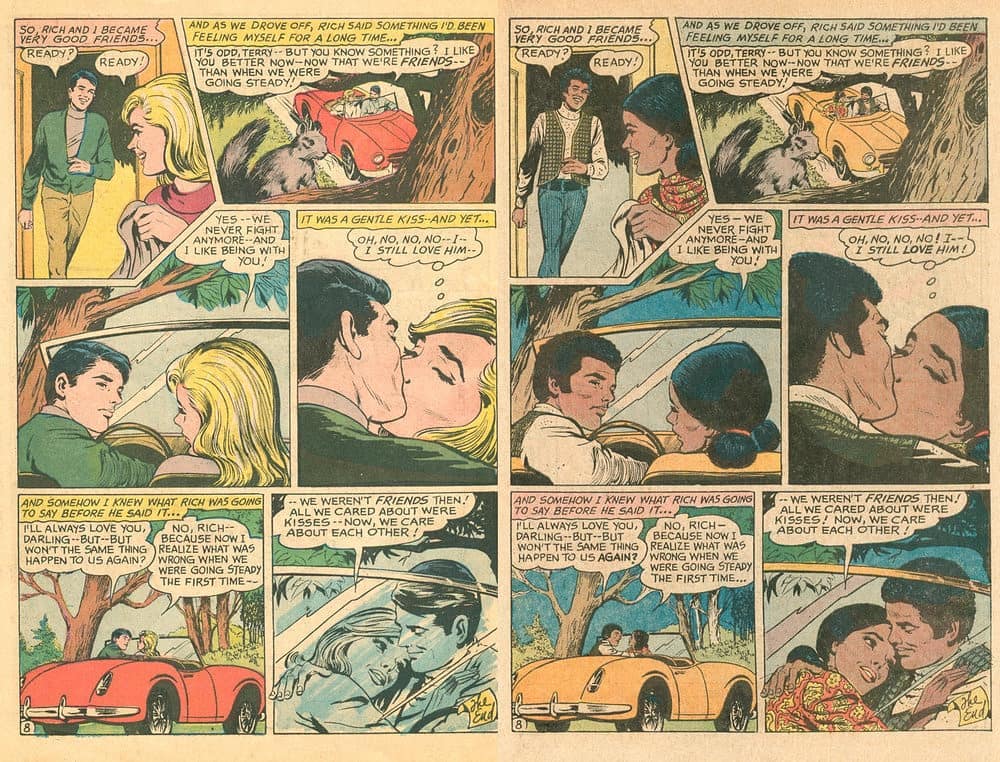 SO, RICH AND I BECAME
VERY GOOD FRIENDS...
READY?
READY!
AND AS WE DROVE OFF, RICH SAID SOMETHING I'D BEEN
FEELING MYSELF FOR A LONG TIME...
IT'S ODD, TERRY-- BUT YOU KNOW SOMETHING? I LIKE
YOU BETTER NOW--NOW THAT WE'RE FRIENDS--
THAN WHEN WE WERE
GOING STEADY!
YES--WE
NEVER FIGHT
ANYMORE--AND
I LIKE BEING WITH
YOU!
IT WAS A GENTLE KISS--AND YET...
OH, NO, NO, NO--I--
I STILL LOVE HIM--
AND SOMEHOW I KNEW WHAT RICH WAS GOING
TO SAY BEFORE HE SAID IT...
I'LL ALWAYS LOVE YOU,
DARLING--BUT--BUT
WON'T THE SAME THING
HAPPEN TO US AGAIN?
NO, RICH--
BECAUSE NOW I
REALIZE WHAT WAS
WRONG WHEN WE
WERE GOING STEADY
THE FIRST TIME--
-- WE WEREN'T FRIENDS THEN!
ALL WE CARED ABOUT WERE
KISSES -- NOW, WE CARE
ABOUT EACH OTHER!
8
The
End
SO, RICH AND I BECAME
VERY GOOD FRIENDS...
READY?
READY!
AND AS WE DROVE OFF, RICH SAID SOMETHING I'D BEEN
FEELING MYSELF FOR A LONG TIME...
IT'S ODD, TERRY-- BUT YOU KNOW SOMETHING? I LIKE
YOU BETTER NOW--NOW THAT WE'RE FRIENDS--
THAN WHEN WE WERE
GOING STEADY!
YES—WE
NEVER FIGHT
ANYMORE—AND
I LIKE BEING WITH
YOU!
IT WAS A GENTLE KISS--AND YET...
OH, NO, NO, NO! I--
I STILL LOVE HIM!
AND SOMEHOW I KNEW WHAT RICH WAS GOING
TO SAY BEFORE HE SAID IT...
I'LL ALWAYS LOVE YOU,
DARLING--BUT--BUT
WON'T THE SAME THING
HAPPEN TO US AGAIN?
NO, RICH—
BECAUSE NOW I
REALIZE WHAT WAS
WRONG WHEN WE
WERE GOING STEADY
THE FIRST TIME...
-- WE WEREN'T FRIENDS THEN!
ALL WE CARED ABOUT WERE
KISSES! NOW, WE CARE
ABOUT EACH OTHER!
8
The
End